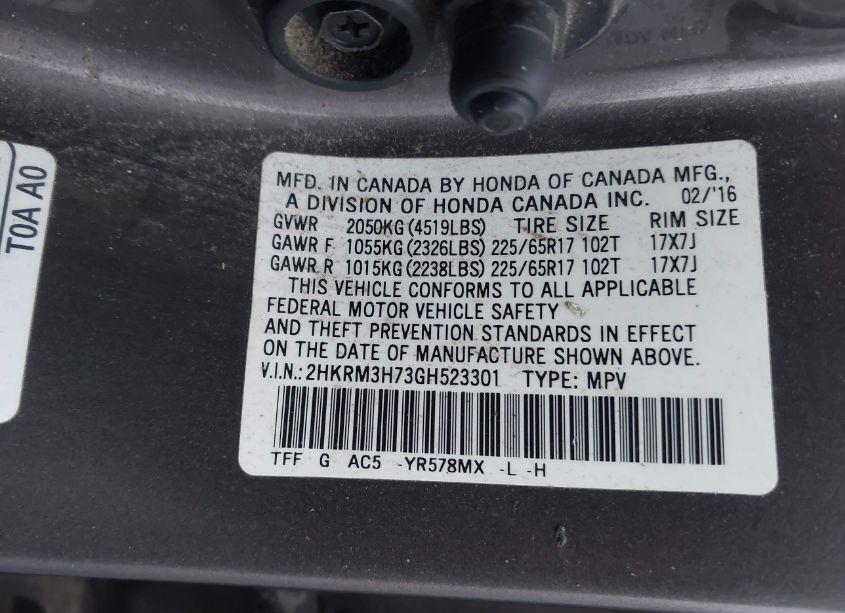 MFD. IN CANADA BY HONDA OF CANADA MFG.,
A DIVISION OF HONDA CANADA INC. 02/'16
GVWR 2050KG(4519LBS) TIRE SIZE RIM SIZE
GAWR F 1055KG(2326LBS) 225/65R17 102T 17X7J
GAWR R 1015KG(2238LBS) 225/65R17 102T 17X7J
THIS VEHICLE CONFORMS TO ALL APPLICABLE
FEDERAL MOTOR VEHICLE SAFETY
AND THEFT PREVENTION STANDARDS IN EFFECT
ON THE DATE OF MANUFACTURE SHOWN ABOVE.
V.I.N.: 2HKRM3H73GH523301 TYPE: MPV
TFF G AC5 -YR578MX -L -H
T0A A0